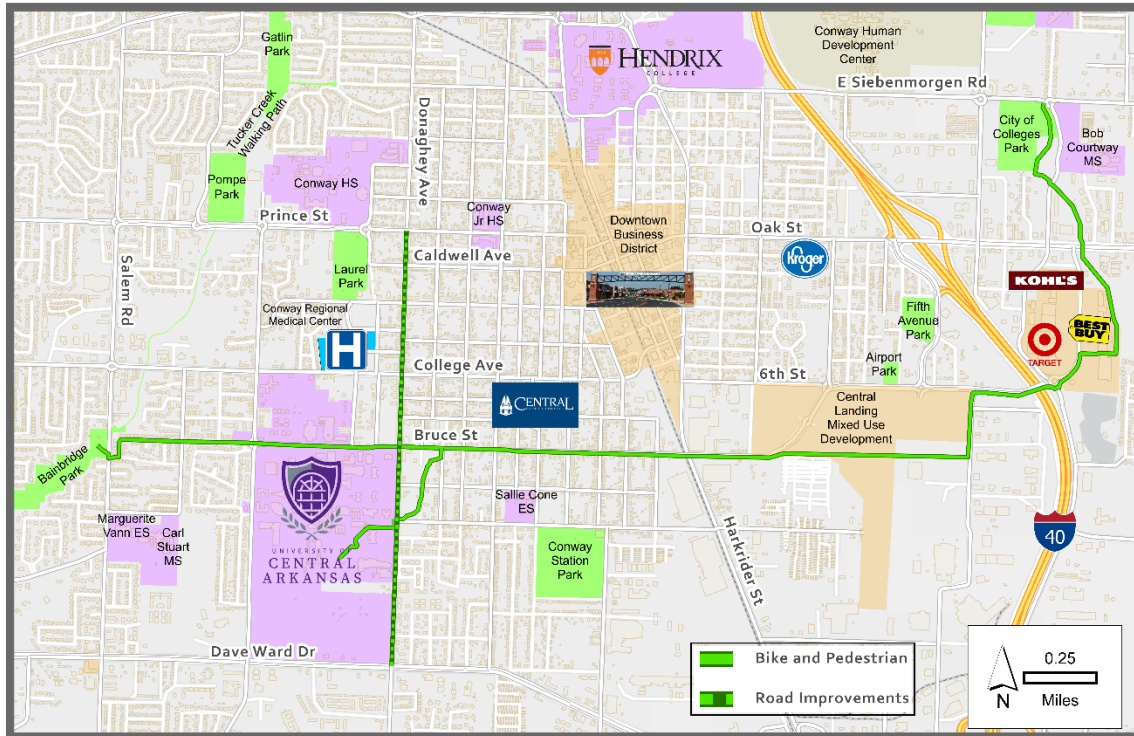 Gatlin
Park
HENDRIX
COLLEGE
Conway Human
Development
Center
E Siebenmorgen Rd
Tucker Creek
Walking Path
Donaghey Ave
City of
Colleges
Park
Bob
Courtway
MS
Pompe
Park
Conway HS
Prince St
Conway
Jr HS
Downtown
Business
District
Oak St
Caldwell Ave
Kroger
Salem Rd
Laurel
Park
KOHL'S
Conway Regional
Medical Center
H
Fifth
Avenue
Park
BEST
BUY
TARGET
Airport
Park
College Ave
6th St
CENTRAL
Central
Landing
Mixed Use
Development
Bruce St
Bainbridge
Park
Sallie Cone
ES
Marguerite
Vann ES
Carl
Stuart
MS
UNIVERSITY OF
CENTRAL
ARKANSAS
Conway
Station
Park
Harkrider St
40
Dave Ward Dr
Bike and Pedestrian
Road Improvements
N
0.25
Miles